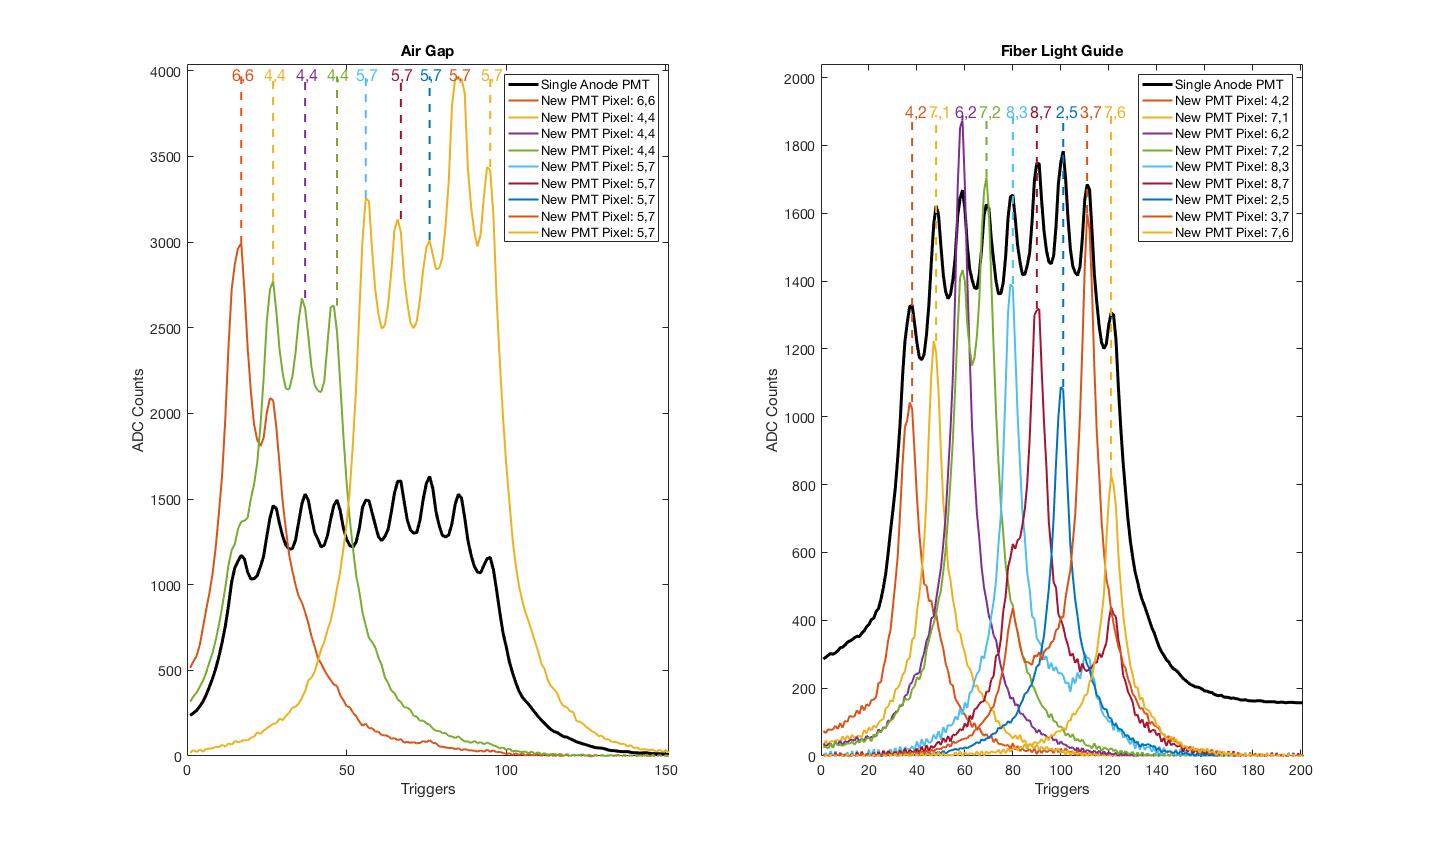 Air Gap
4000
3500
3000
2500
2000
1500
1000
500
0
ADC Counts
6,6 4,4 4,4 4,4 5,7 5,7 5,7 5,7 5,7
Single Anode PMT
New PMT Pixel: 6,6
New PMT Pixel: 4,4
New PMT Pixel: 4,4
New PMT Pixel: 4,4
New PMT Pixel: 5,7
New PMT Pixel: 5,7
New PMT Pixel: 5,7
New PMT Pixel: 5,7
New PMT Pixel: 5,7
0 50 100 150
Triggers
Fiber Light Guide
2000
1800
1600
1400
1200
1000
800
600
400
200
0
ADC Counts
4,2 7,1 6,2 7,2 8,3 8,7 2,5 3,7 7,6
Single Anode PMT
New PMT Pixel: 4,2
New PMT Pixel: 7,1
New PMT Pixel: 6,2
New PMT Pixel: 7,2
New PMT Pixel: 8,3
New PMT Pixel: 8,7
New PMT Pixel: 2,5
New PMT Pixel: 3,7
New PMT Pixel: 7,6
0 20 40 60 80 100 120 140 160 180 200
Triggers